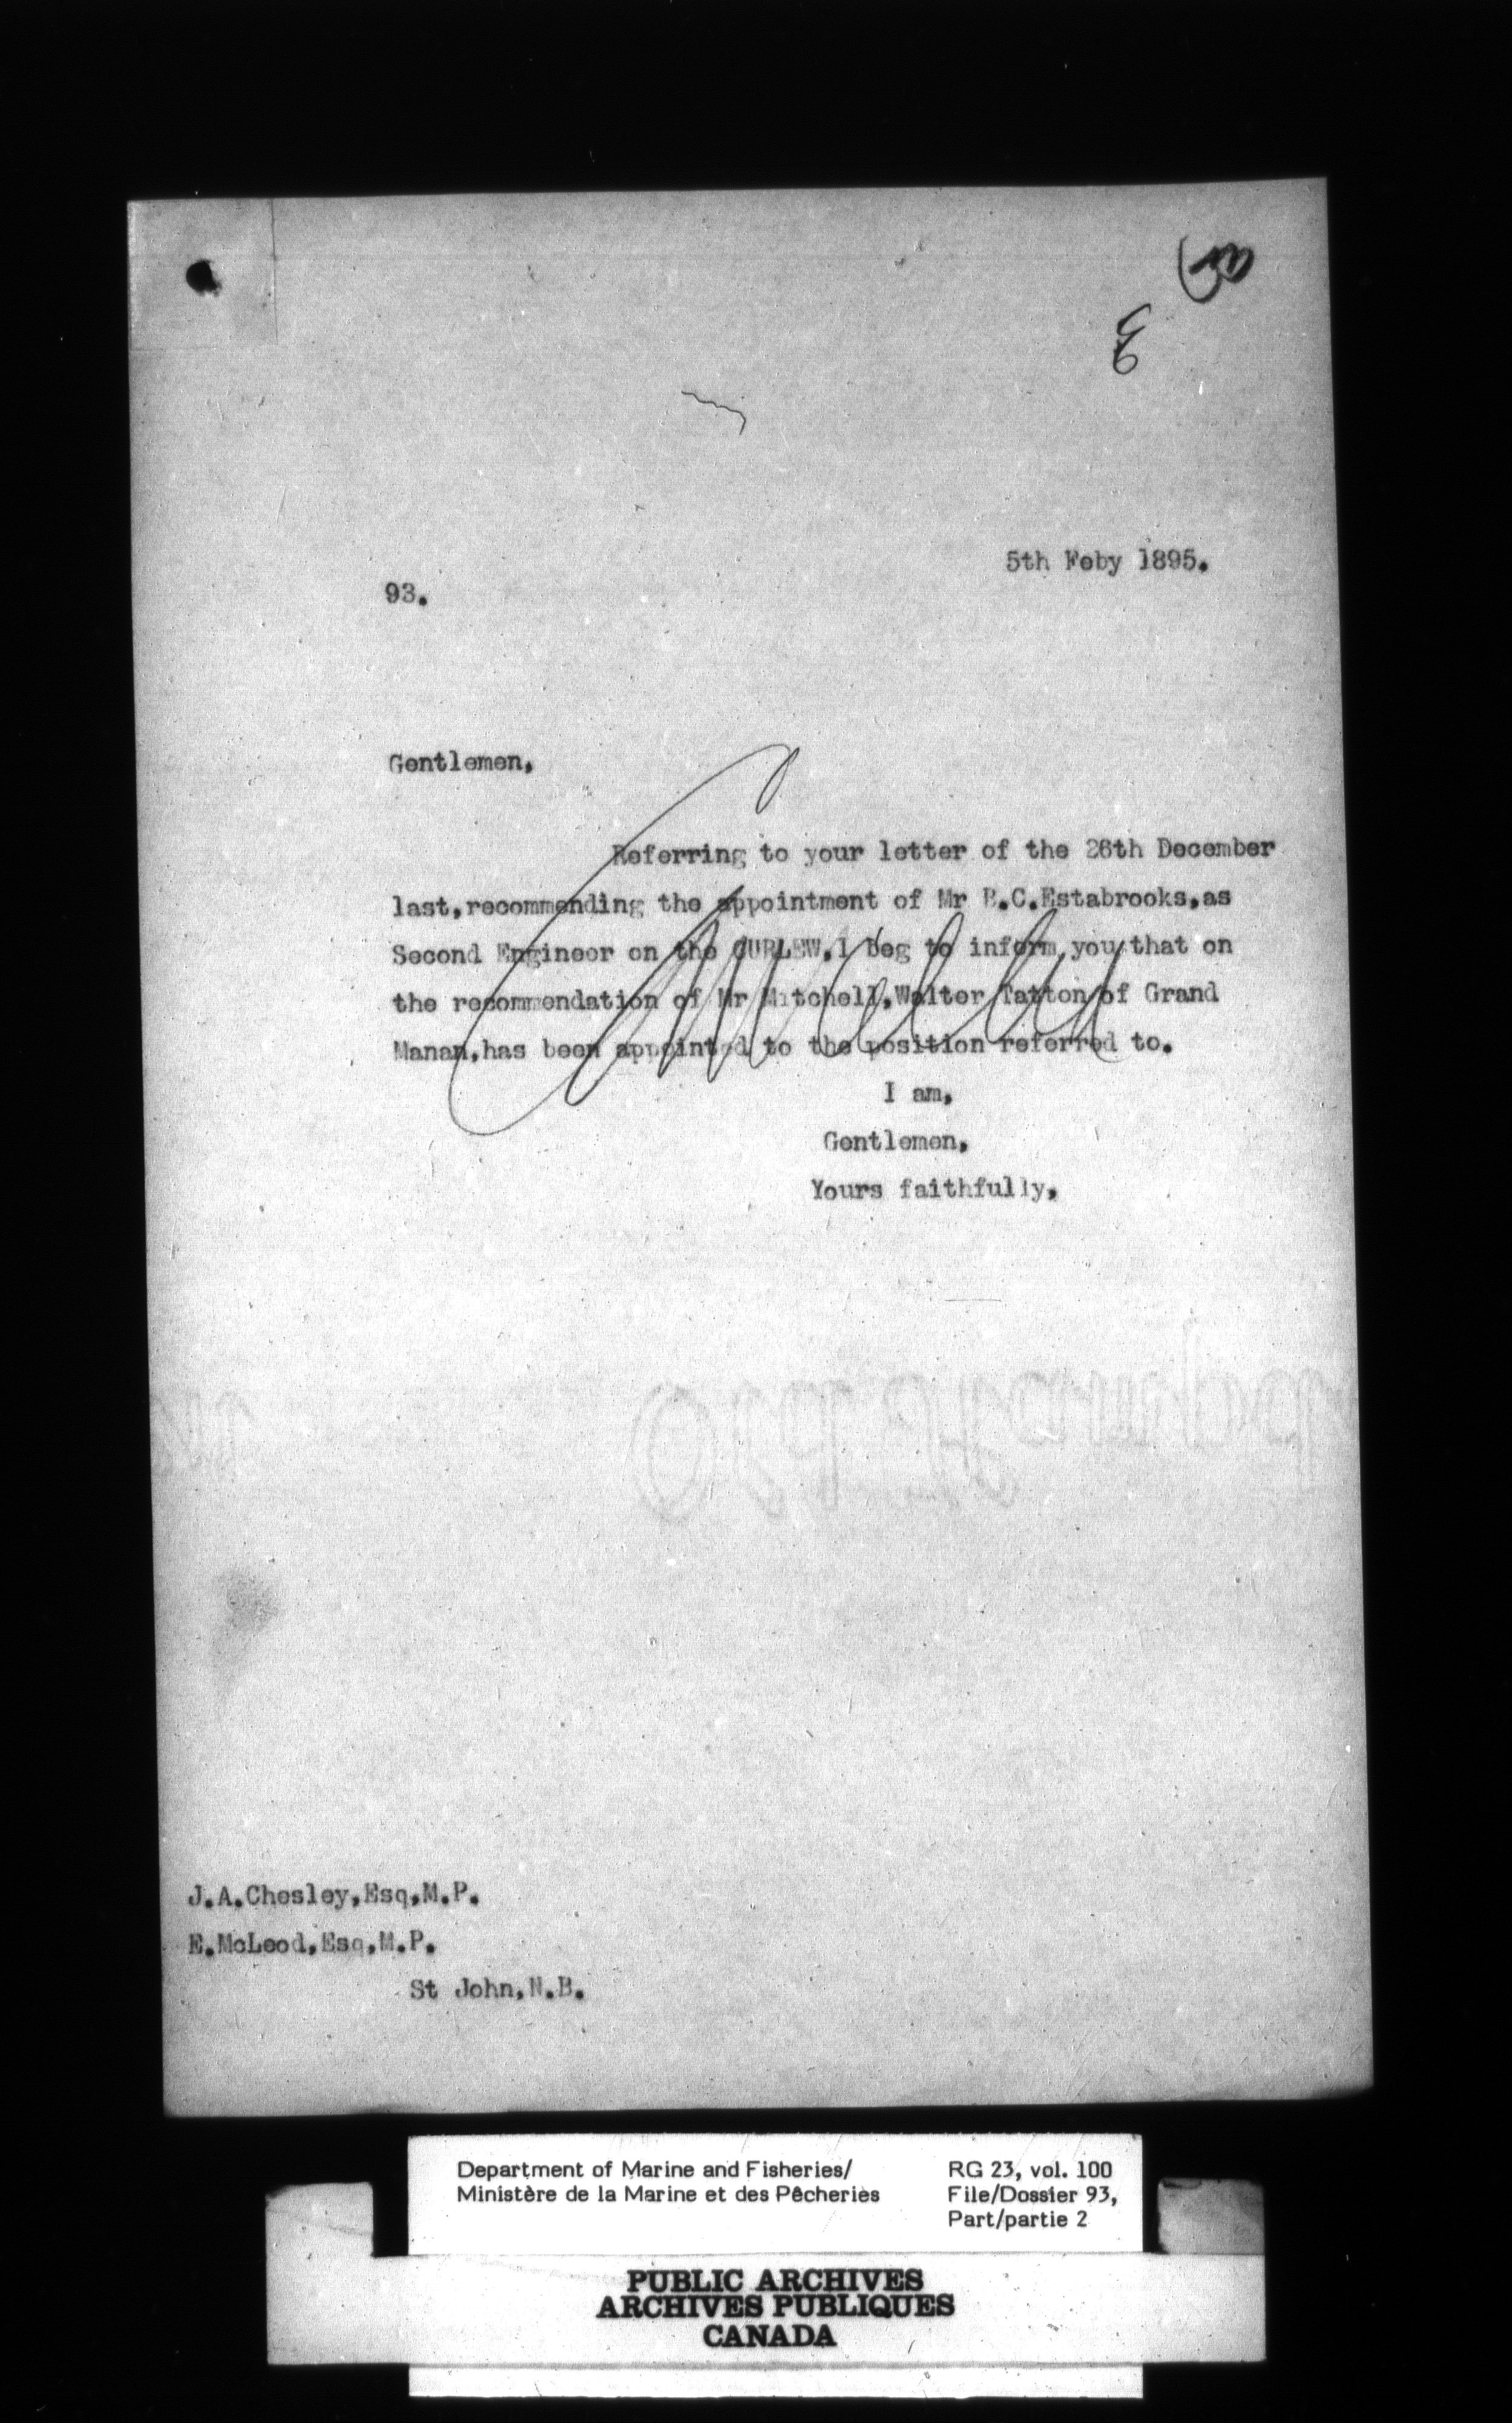 5th Feby 1895.
93.
Gentlemen,
Referring to your letter of the 26th December
last,recommending the appointment of Mr B.C.Estabrooks,as
Second Engineer on the CURLEW,I beg to inform you that on
the recommendation of Mr Mitchell,Walter Tatton of Grand
Manan,has been appointed to the position referred to.
I am,
Gentlemen,
Yours faithfully,
J.A.Chesley,Esq,M.P.
E.McLeod,Esq,M.P.
St John,N.B.
Department of Marine and Fisheries/
Ministère de la Marine et des Pêcheries
RG 23, vol. 100
File/Dossier 93,
Part/partie 2
PUBLIC ARCHIVES
ARCHIVES PUBLIQUES
CANADA